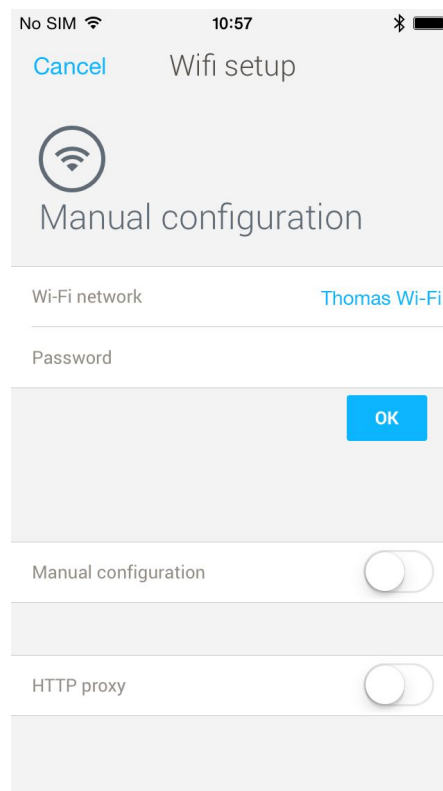 No SIM 10:57
Cancel Wifi setup
Manual configuration
Wi-Fi network Thomas Wi-Fi
Password
OK
Manual configuration
HTTP proxy